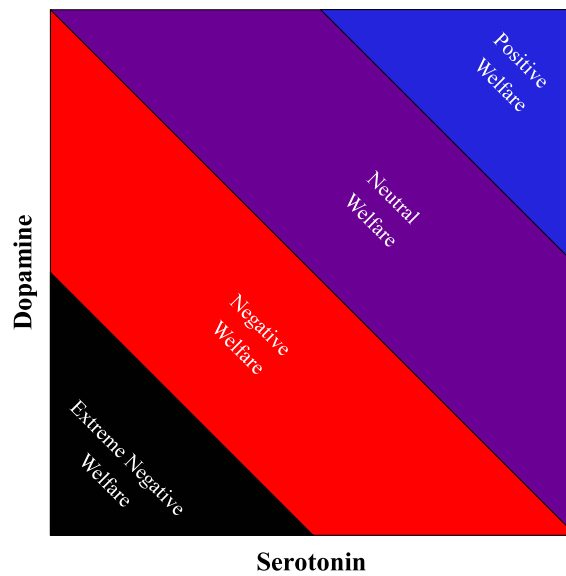 Positive
Welfare
Neutral
Welfare
Negative
Welfare
Extreme Negative
Welfare
Dopamine
Serotonin